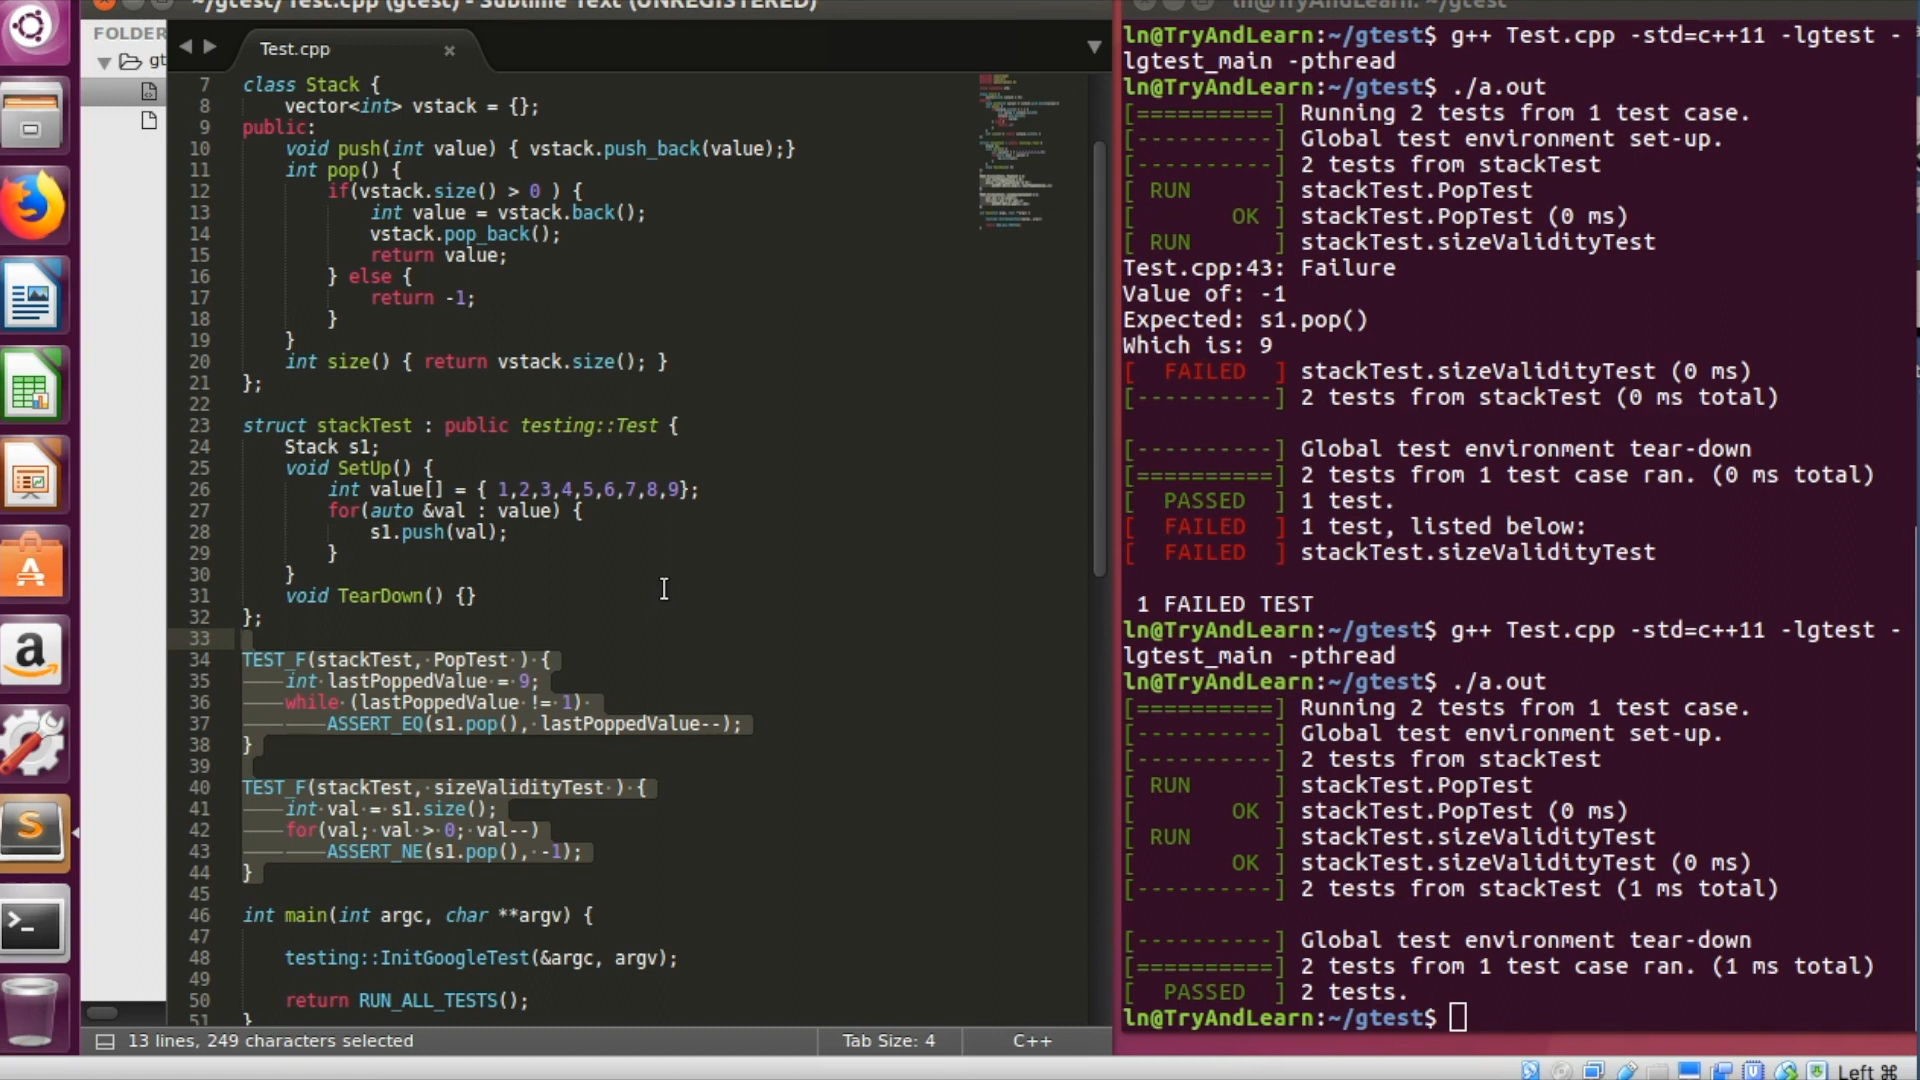 ~/gtest/Test.cpp (gtest) - Sublime Text (UNREGISTERED)
FOLDER
gt
Test.cpp ×
7 class Stack {
8 vector<int> vstack = {};
9 public:
10 void push(int value) { vstack.push_back(value);}
11 int pop() {
12 if(vstack.size() > 0 ) {
13 int value = vstack.back();
14 vstack.pop_back();
15 return value;
16 } else {
17 return -1;
18 }
19 }
20 int size() { return vstack.size(); }
21 };
22
23 struct stackTest : public testing::Test {
24 Stack s1;
25 void SetUp() {
26 int value[] = { 1,2,3,4,5,6,7,8,9};
27 for(auto &val : value) {
28 s1.push(val);
29 }
30 }
31 void TearDown() {}
32 };
33
34 TEST_F(stackTest, PopTest ) {
35 int lastPoppedValue = 9;
36 while (lastPoppedValue != 1)
37 ASSERT_EQ(s1.pop(), lastPoppedValue--);
38 }
39
40 TEST_F(stackTest, sizeValidityTest ) {
41 int val = s1.size();
42 for(val; val > 0; val--)
43 ASSERT_NE(s1.pop(), -1);
44 }
45
46 int main(int argc, char **argv) {
47
48 testing::InitGoogleTest(&argc, argv);
49
50 return RUN_ALL_TESTS();
51 }
13 lines, 249 characters selected
Tab Size: 4
C++
ln@TryAndLearn: ~/gtest
ln@TryAndLearn:~/gtest$ g++ Test.cpp -std=c++11 -lgtest -
lgtest_main -pthread
ln@TryAndLearn:~/gtest$ ./a.out
[==========] Running 2 tests from 1 test case.
[----------] Global test environment set-up.
[----------] 2 tests from stackTest
[ RUN      ] stackTest.PopTest
[       OK ] stackTest.PopTest (0 ms)
[ RUN      ] stackTest.sizeValidityTest
Test.cpp:43: Failure
Value of: -1
Expected: s1.pop()
Which is: 9
[  FAILED  ] stackTest.sizeValidityTest (0 ms)
[----------] 2 tests from stackTest (0 ms total)
[----------] Global test environment tear-down
[==========] 2 tests from 1 test case ran. (0 ms total)
[  PASSED  ] 1 test.
[  FAILED  ] 1 test, listed below:
[  FAILED  ] stackTest.sizeValidityTest
1 FAILED TEST
ln@TryAndLearn:~/gtest$ g++ Test.cpp -std=c++11 -lgtest -
lgtest_main -pthread
ln@TryAndLearn:~/gtest$ ./a.out
[==========] Running 2 tests from 1 test case.
[----------] Global test environment set-up.
[----------] 2 tests from stackTest
[ RUN      ] stackTest.PopTest
[       OK ] stackTest.PopTest (0 ms)
[ RUN      ] stackTest.sizeValidityTest
[       OK ] stackTest.sizeValidityTest (0 ms)
[----------] 2 tests from stackTest (1 ms total)
[----------] Global test environment tear-down
[==========] 2 tests from 1 test case ran. (1 ms total)
[  PASSED  ] 2 tests.
ln@TryAndLearn:~/gtest$
Left ⌘